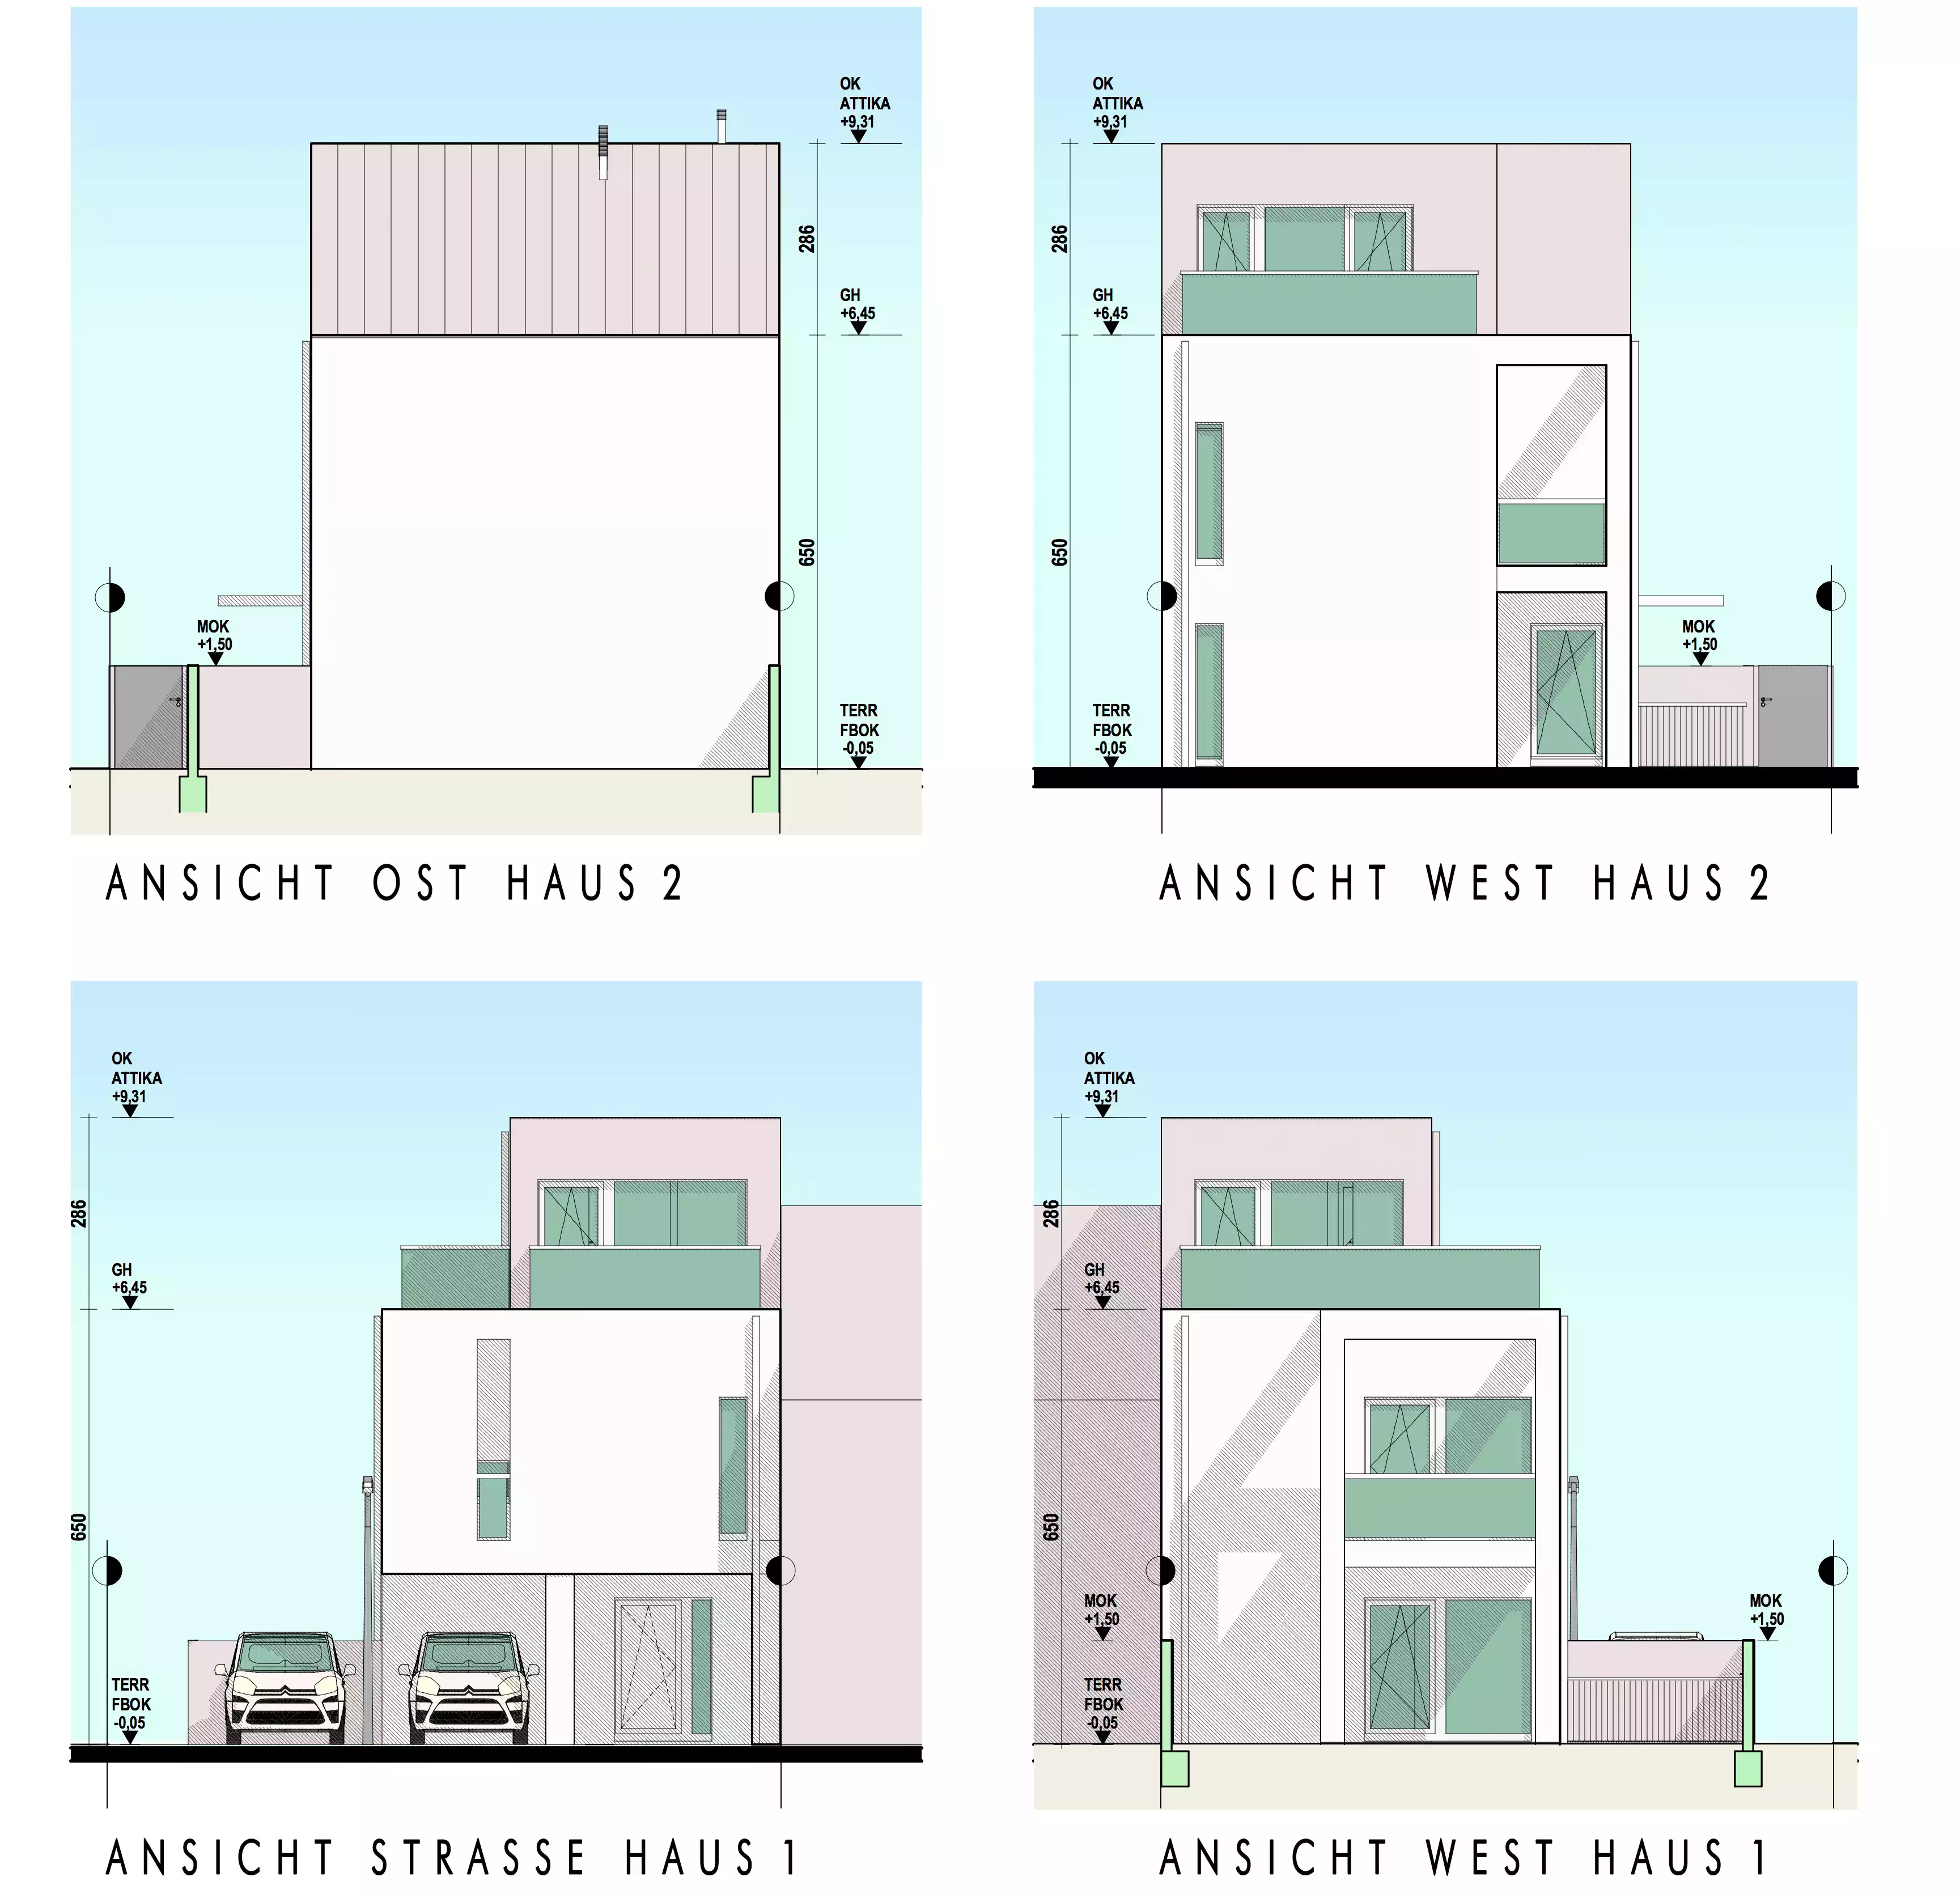 OK
ATTIKA
+9,31
286
GH
+6,45
650
MOK
+1,50
TERR
FBOK
-0,05
ANSICHT OST HAUS 2
OK
ATTIKA
+9,31
286
GH
+6,45
650
MOK
+1,50
TERR
FBOK
-0,05
ANSICHT WEST HAUS 2
OK
ATTIKA
+9,31
286
GH
+6,45
650
TERR
FBOK
-0,05
ANSICHT STRASSE HAUS 1
OK
ATTIKA
+9,31
286
GH
+6,45
650
MOK
+1,50
MOK
+1,50
TERR
FBOK
-0,05
ANSICHT WEST HAUS 1